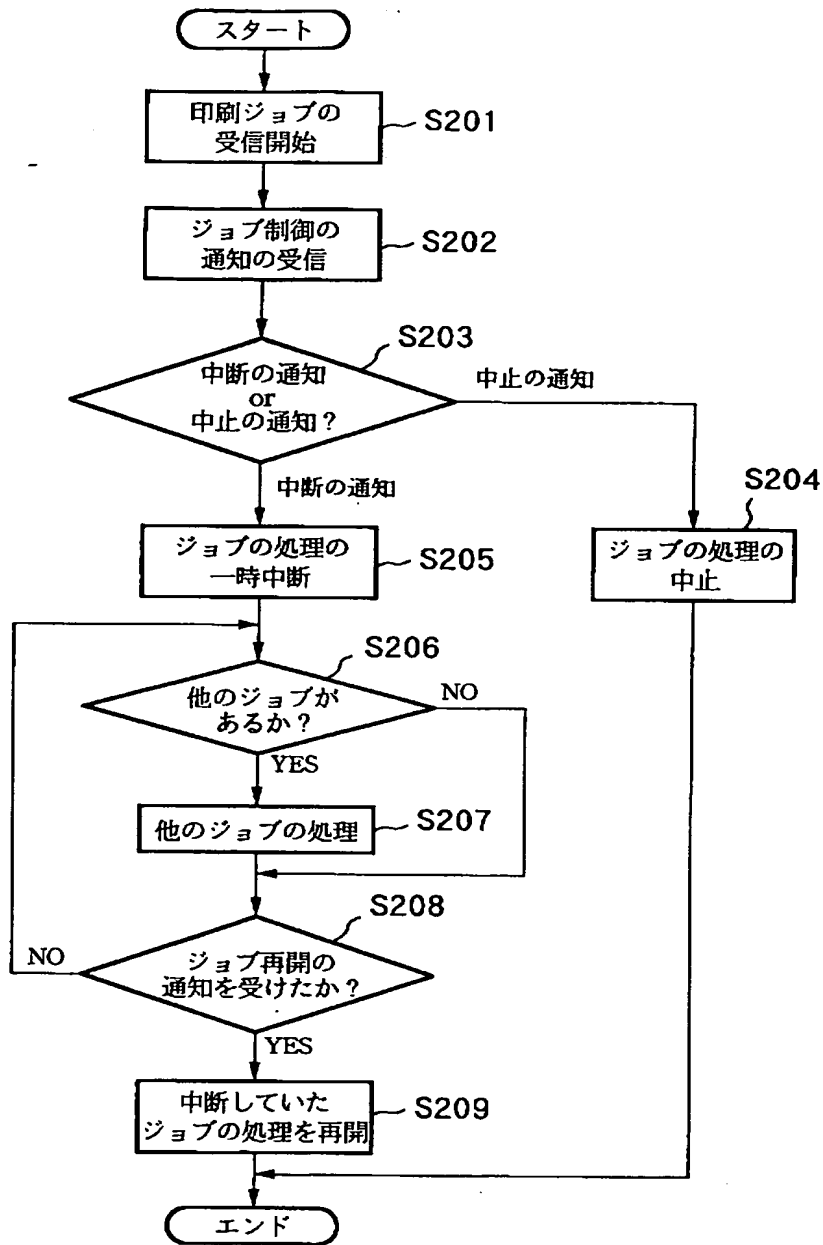 スタート
印刷ジョブの
受信開始
S201
ジョブ制御の
通知の受信
S202
S203
中断の通知
or
中止の通知?
中止の通知
中断の通知
S204
ジョブの処理の
中止
ジョブの処理の
一時中断
S205
S206
他のジョブが
あるか?
NO
YES
他のジョブの処理
S207
S208
NO
ジョブ再開の
通知を受けたか?
YES
中断していた
ジョブの処理を再開
S209
エンド